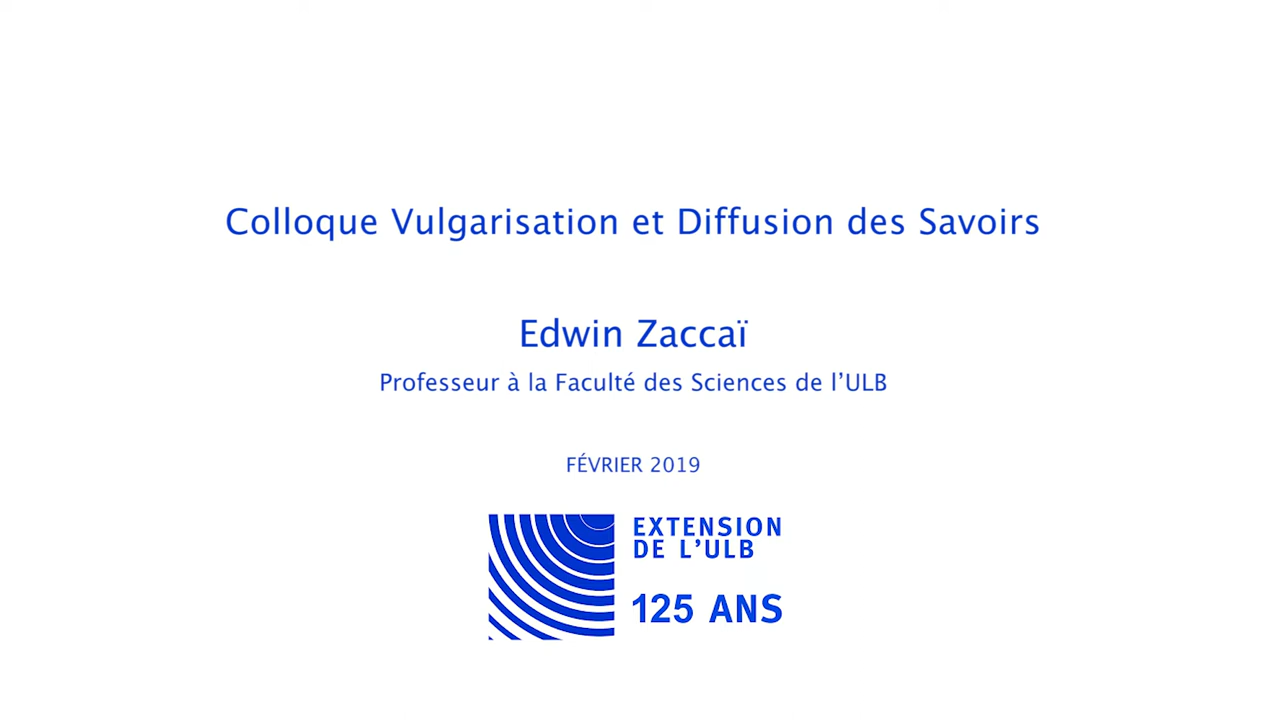 Colloque Vulgarisation et Diffusion des Savoirs
Edwin Zaccaï
Professeur à la Faculté des Sciences de l’ULB
FÉVRIER 2019
EXTENSION
DE L’ULB
125 ANS